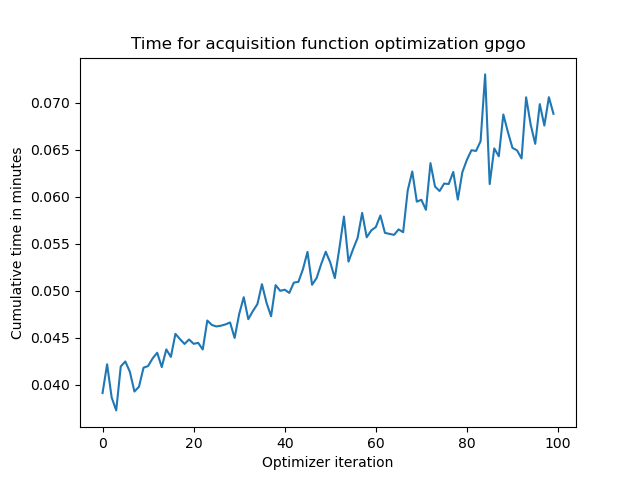 Time for acquisition function optimization gpgo
0.070
0.065
0.060
0.055
0.050
0.045
0.040
Cumulative time in minutes
0 20 40 60 80 100
Optimizer iteration